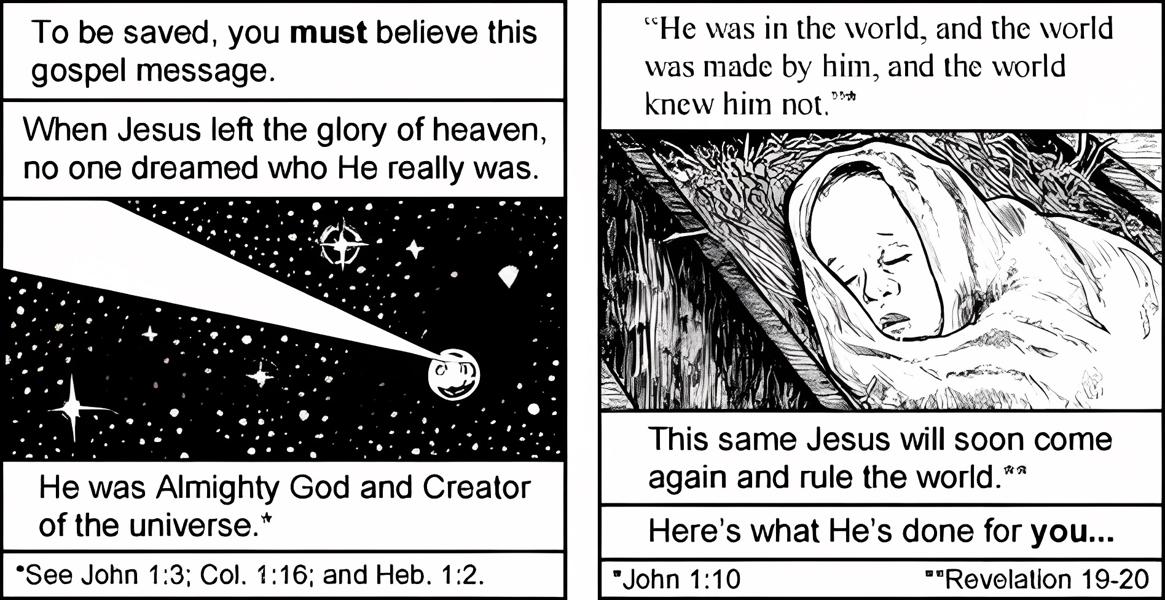 To be saved, you must believe this
gospel message.
When Jesus left the glory of heaven,
no one dreamed who He really was.
He was Almighty God and Creator
of the universe.*
*See John 1:3; Col. 1:16; and Heb. 1:2.
“He was in the world, and the world
was made by him, and the world
knew him not.”*
This same Jesus will soon come
again and rule the world.**
Here’s what He’s done for you...
*John 1:10
**Revelation 19-20